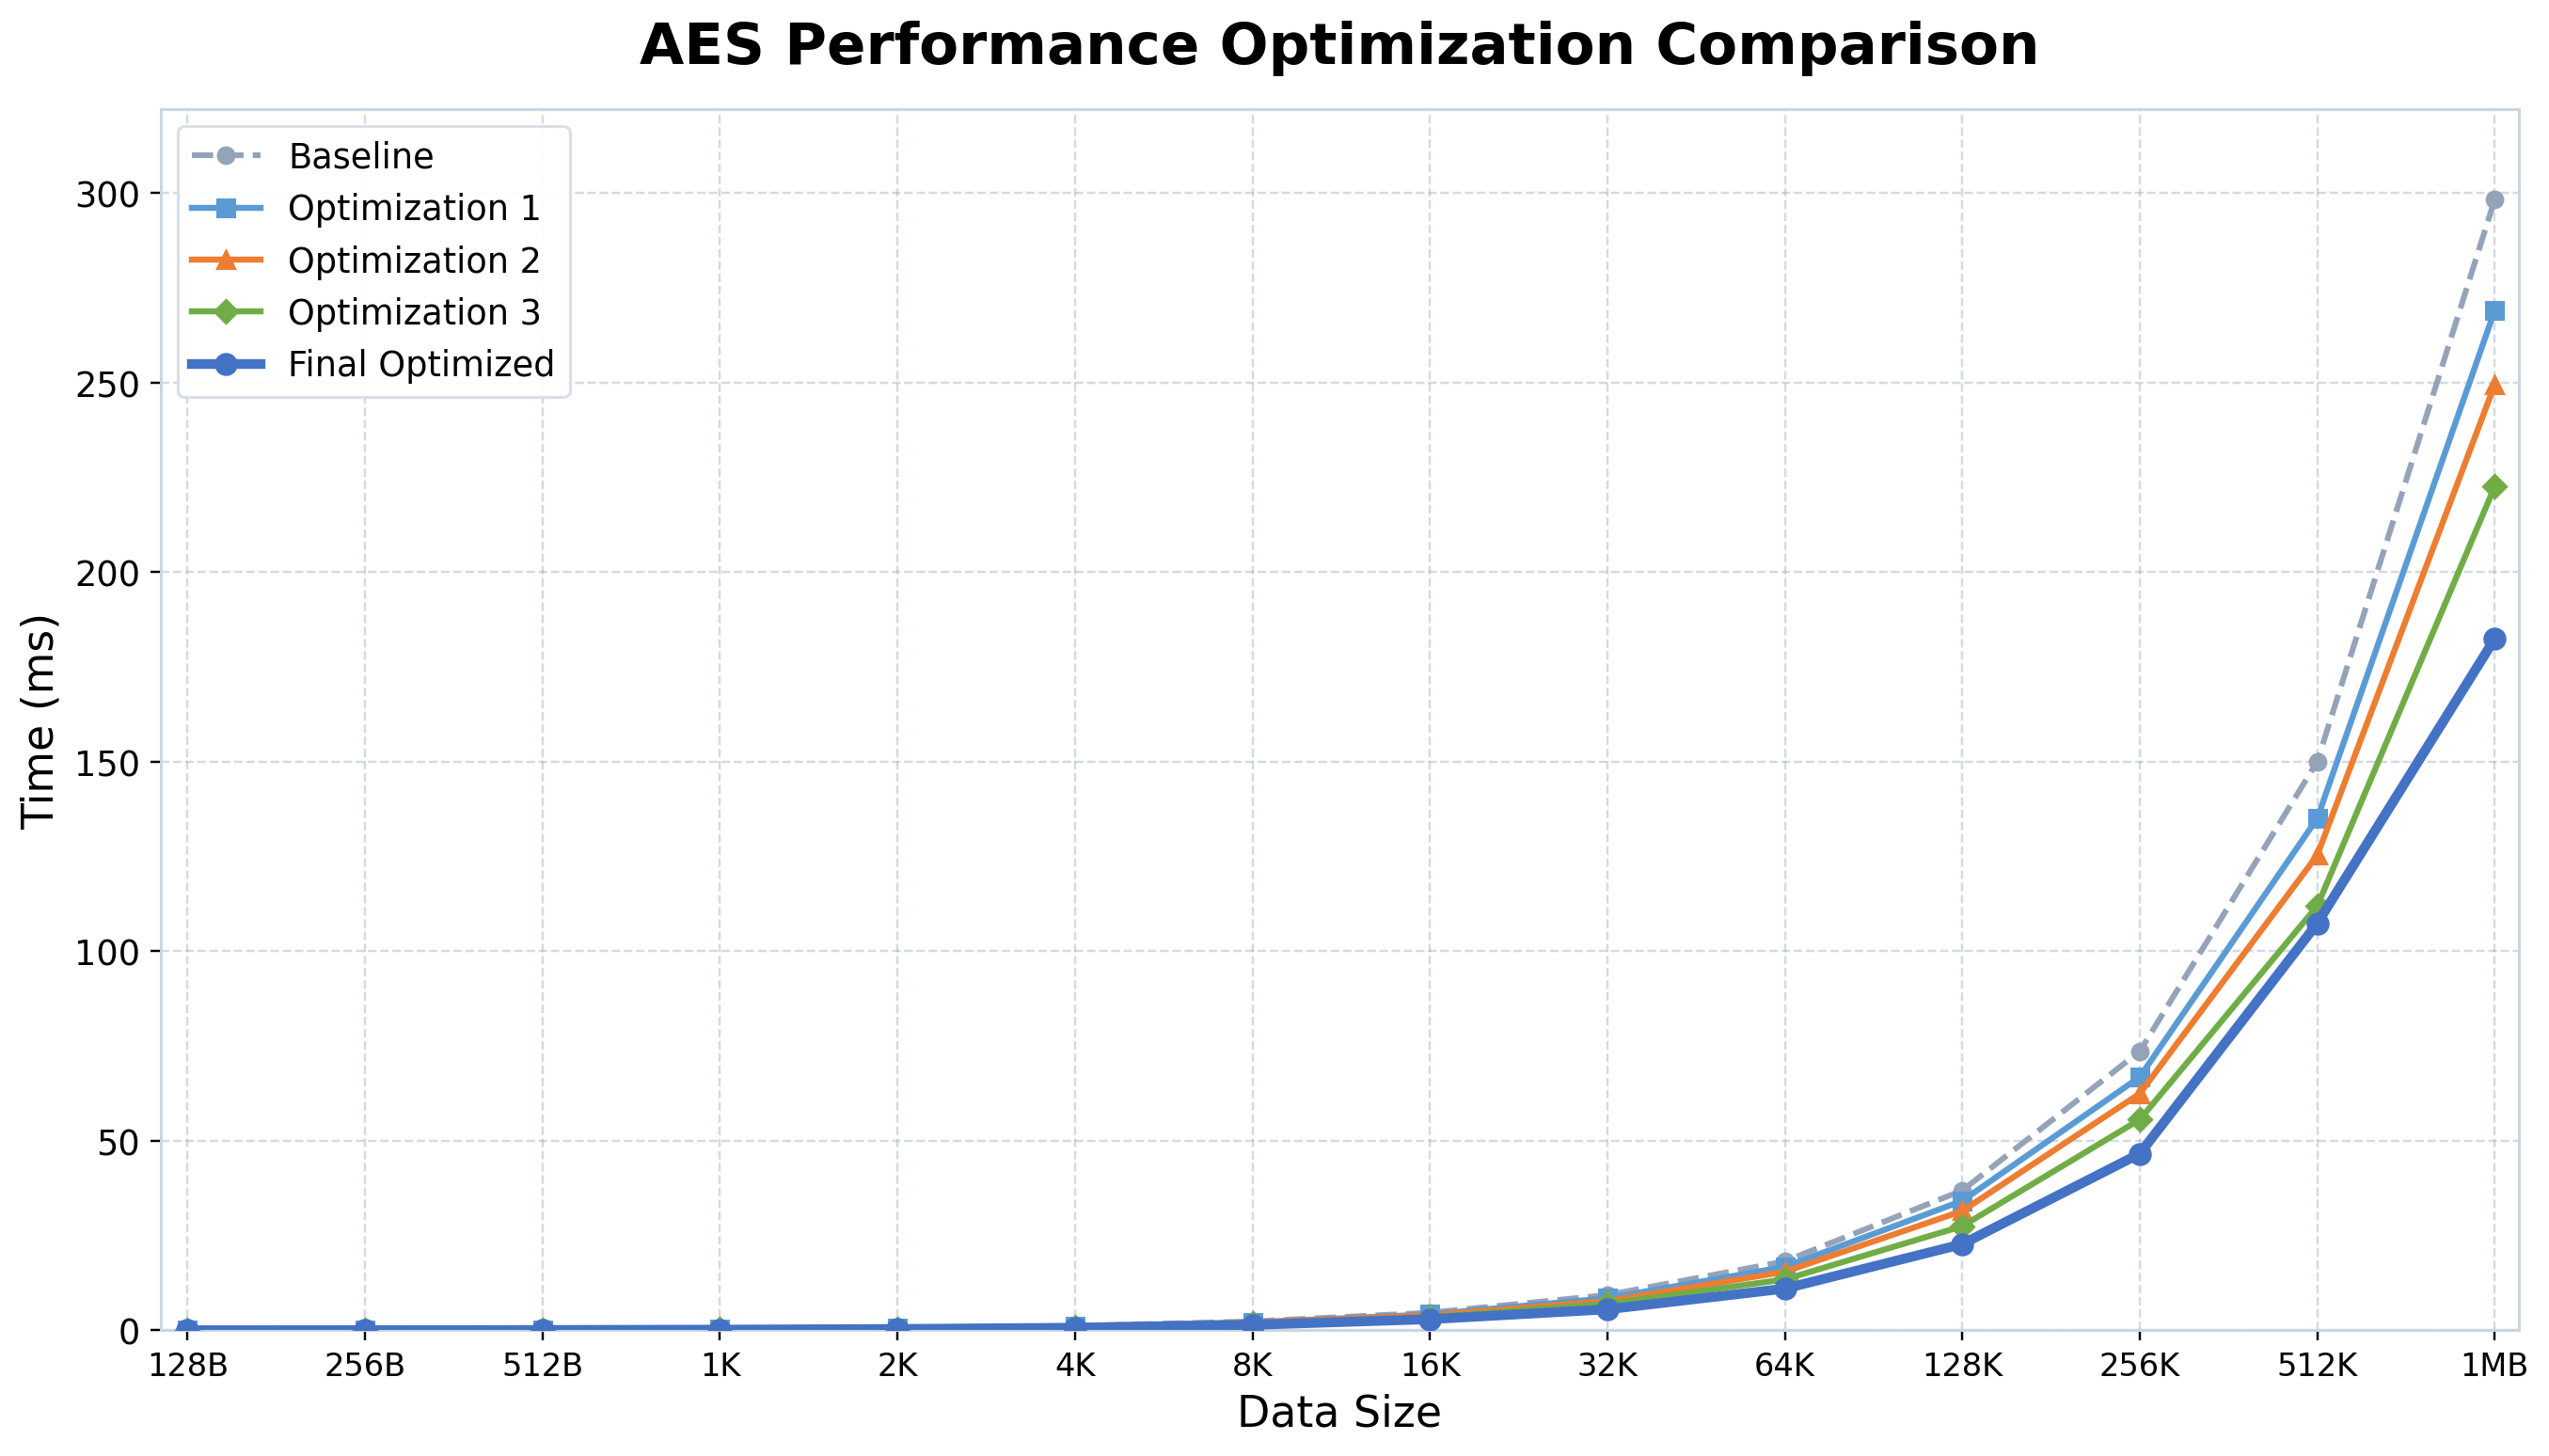 AES Performance Optimization Comparison
Baseline
Optimization 1
Optimization 2
Optimization 3
Final Optimized
Time (ms)
300
250
200
150
100
50
0
128B 256B 512B 1K 2K 4K 8K 16K 32K 64K 128K 256K 512K 1MB
Data Size